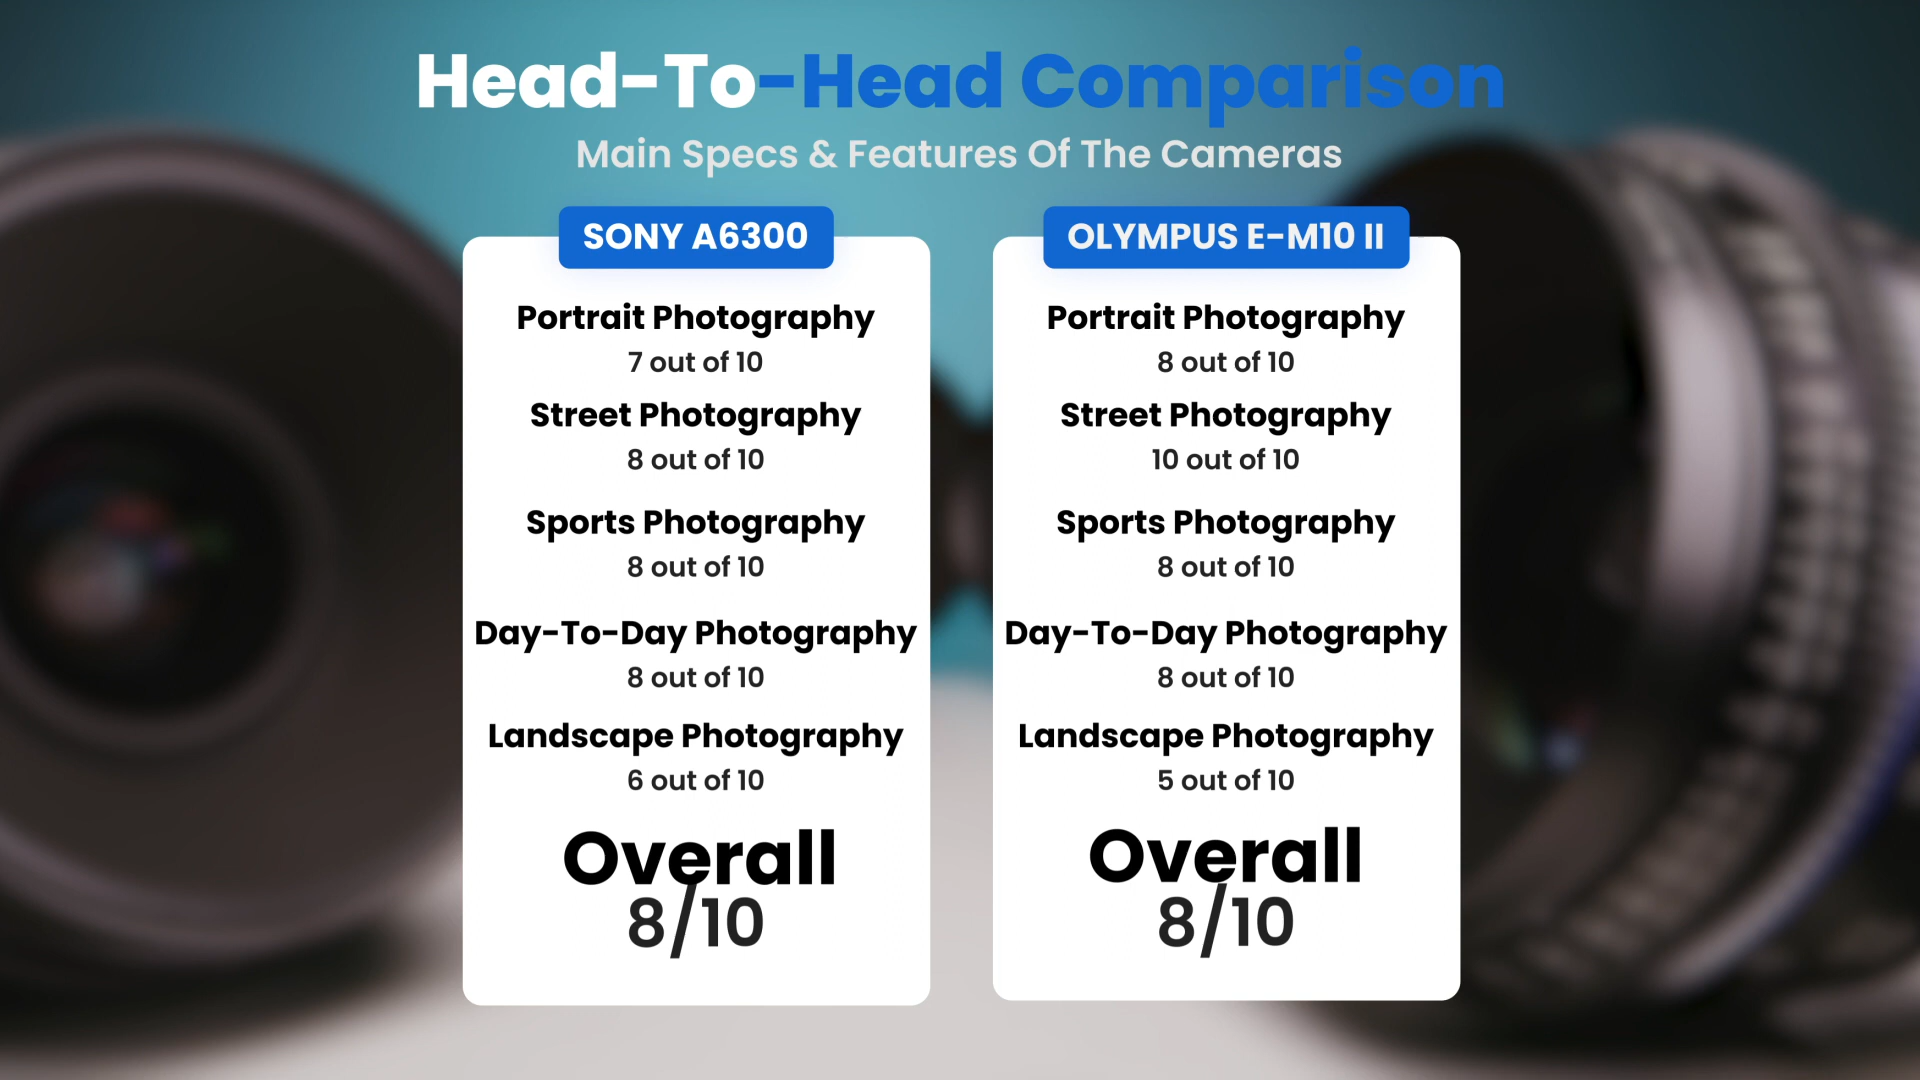 Head-To-Head Comparison
Main Specs & Features Of The Cameras
SONY A6300
Portrait Photography
7 out of 10
Street Photography
8 out of 10
Sports Photography
8 out of 10
Day-To-Day Photography
8 out of 10
Landscape Photography
6 out of 10
Overall
8/10
OLYMPUS E-M10 II
Portrait Photography
8 out of 10
Street Photography
10 out of 10
Sports Photography
8 out of 10
Day-To-Day Photography
8 out of 10
Landscape Photography
5 out of 10
Overall
8/10